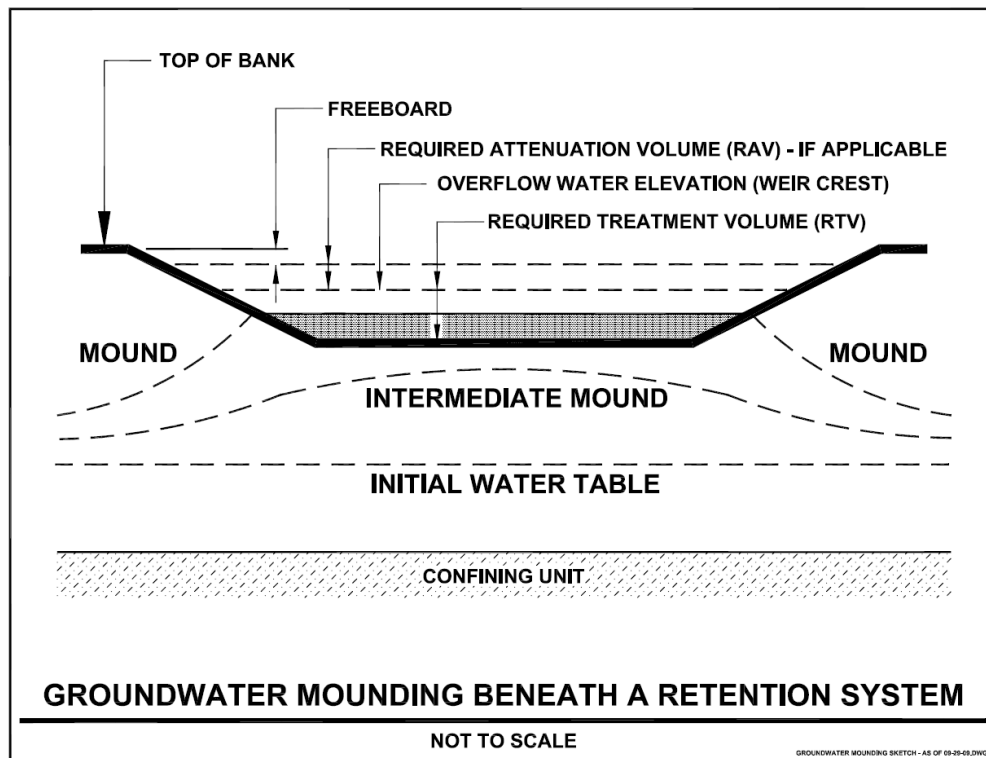 TOP OF BANK
FREEBOARD
REQUIRED ATTENUATION VOLUME (RAV) - IF APPLICABLE
OVERFLOW WATER ELEVATION (WEIR CREST)
REQUIRED TREATMENT VOLUME (RTV)
MOUND
MOUND
INTERMEDIATE MOUND
INITIAL WATER TABLE
CONFINING UNIT
GROUNDWATER MOUNDING BENEATH A RETENTION SYSTEM
NOT TO SCALE
GROUNDWATER MOUNDING SKETCH - AS OF 09-29-09.DWG